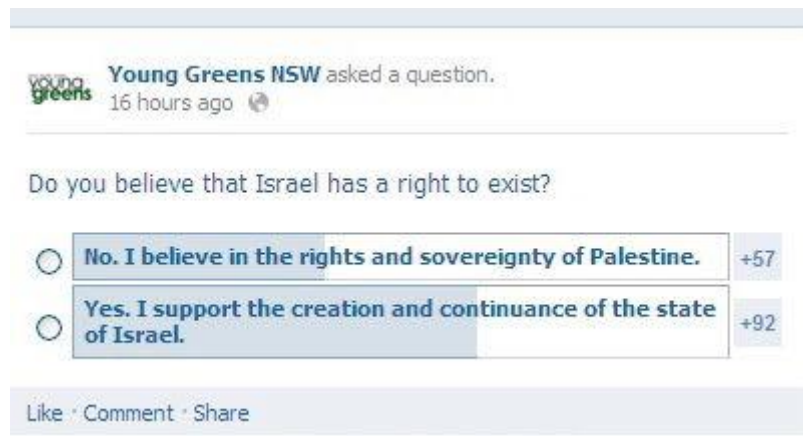 young
greens
Young Greens NSW asked a question.
16 hours ago
Do you believe that Israel has a right to exist?
No. I believe in the rights and sovereignty of Palestine.
+57
Yes. I support the creation and continuance of the state
of Israel.
+92
Like · Comment · Share